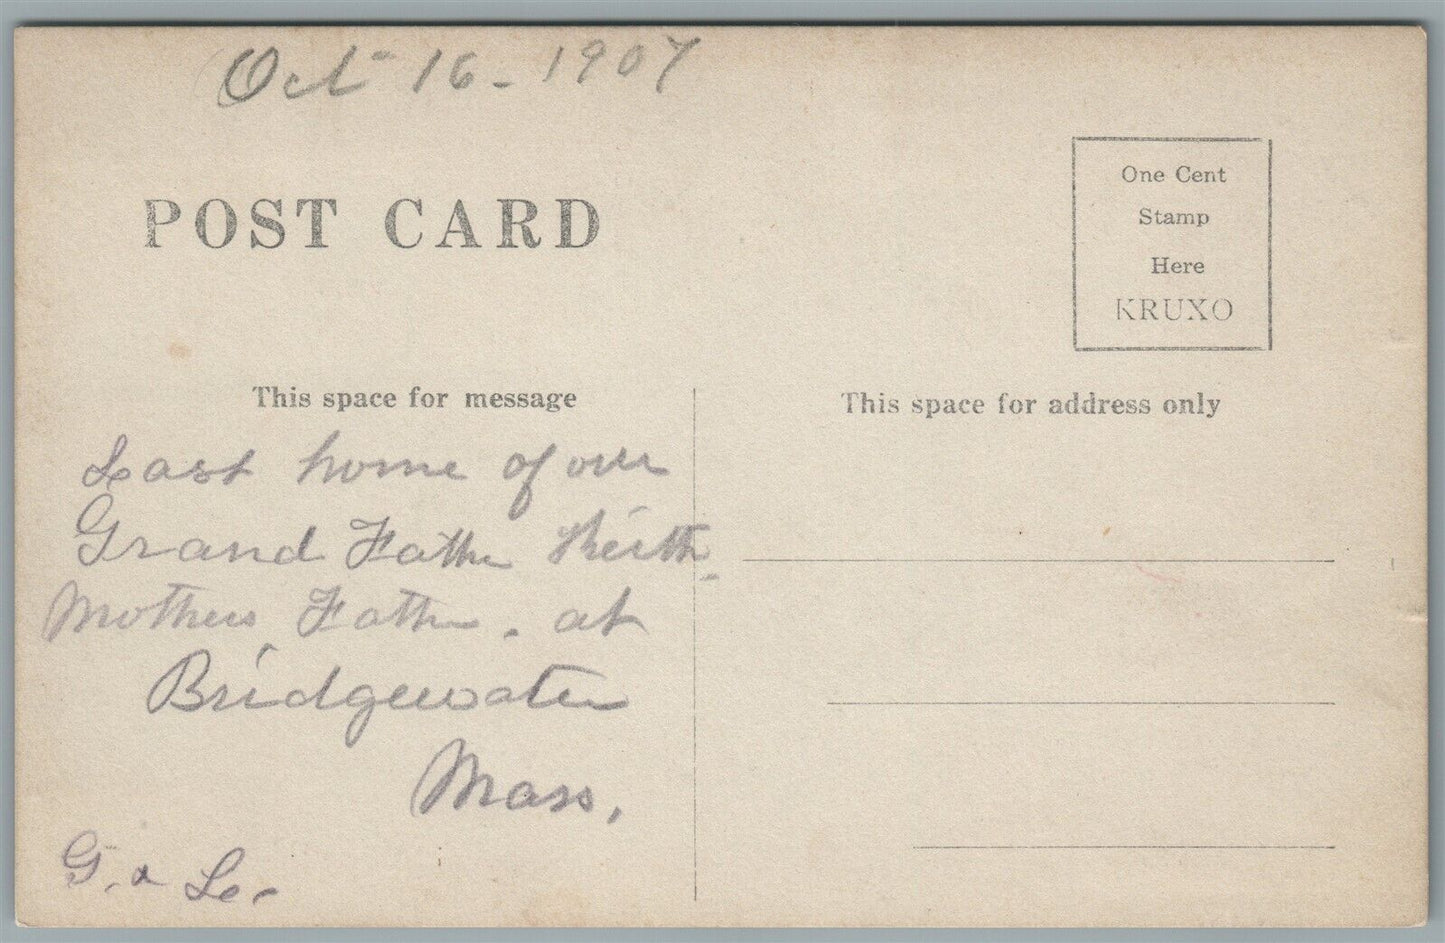 Oct - 16 - 1907
POST CARD
One Cent
Stamp
Here
KRUXO
This space for message
This space for address only
Last home of our
Grand Father Keith
Mothers Father. at
Bridgewater
Mass.
G. & L.